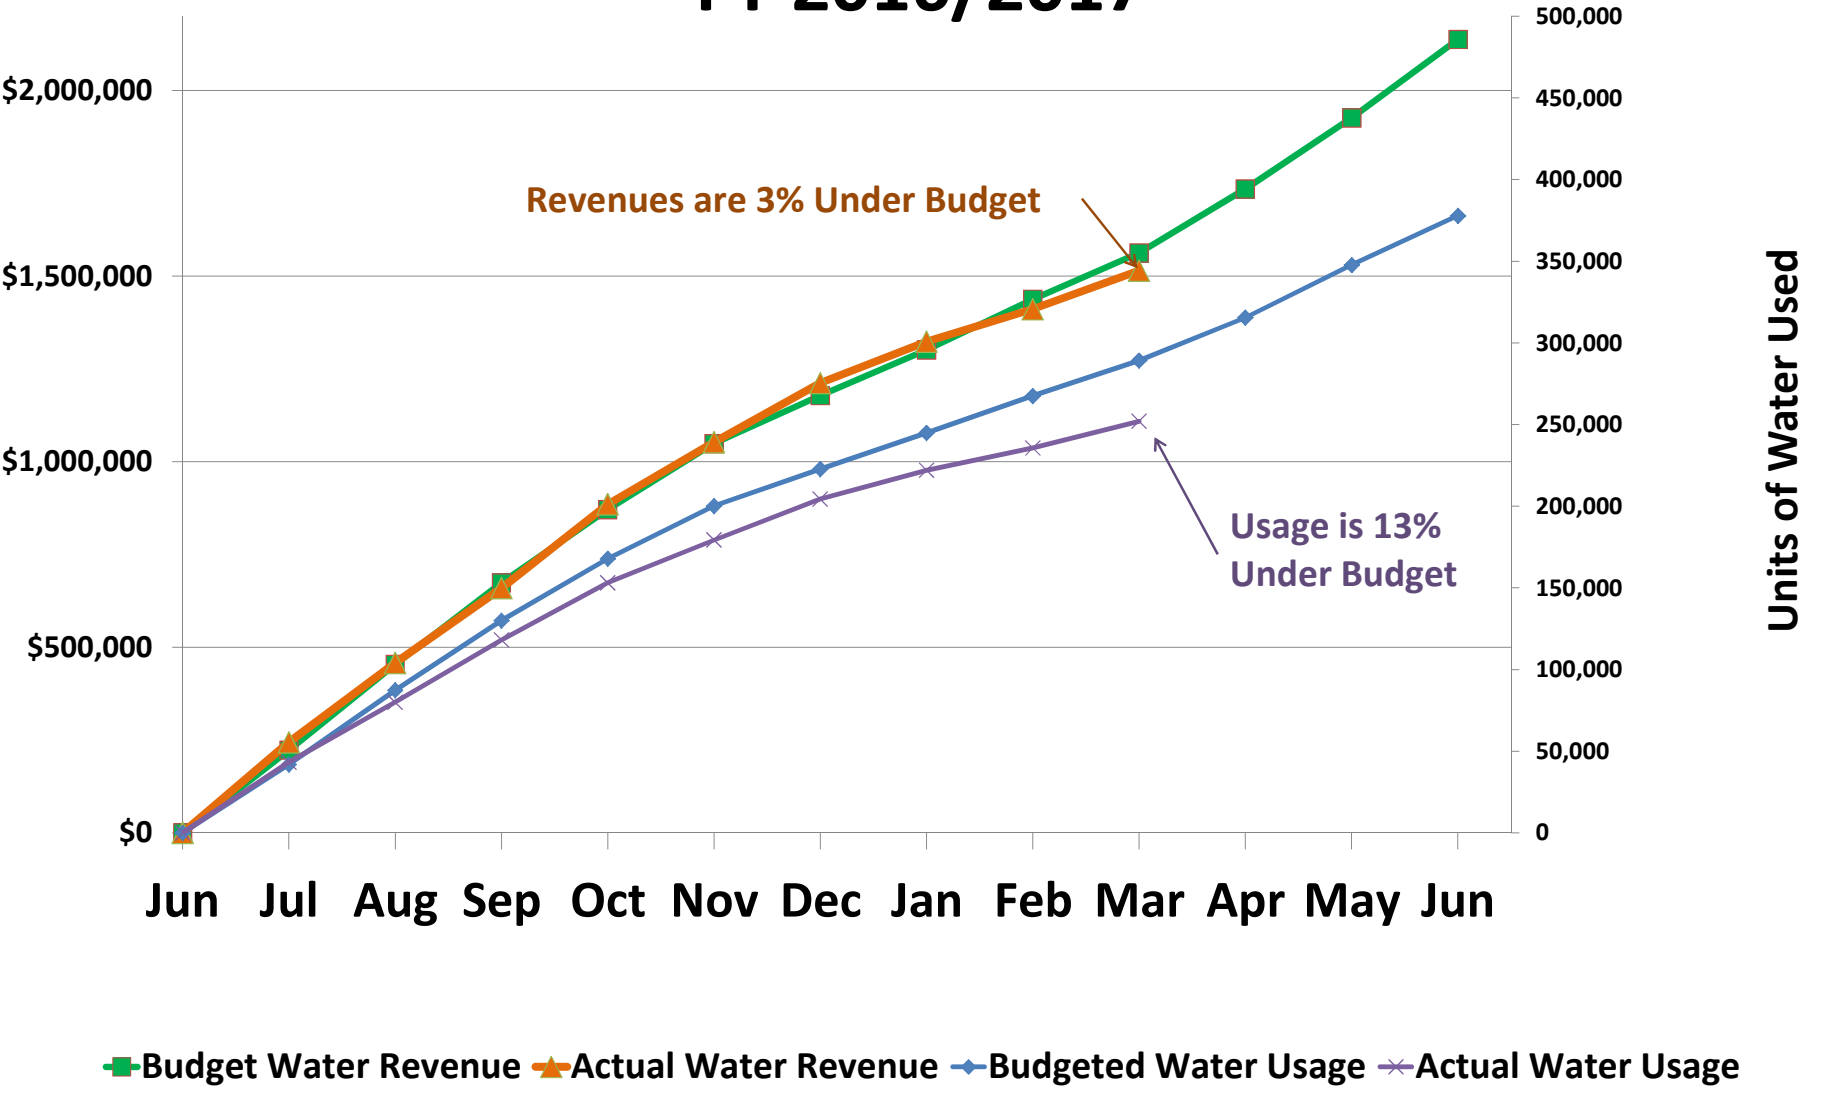 FY 2016/2017
$2,000,000
$1,500,000
$1,000,000
$500,000
$0
500,000
450,000
400,000
350,000
300,000
250,000
200,000
150,000
100,000
50,000
0
Units of Water Used
Revenues are 3% Under Budget
Usage is 13%
Under Budget
Jun Jul Aug Sep Oct Nov Dec Jan Feb Mar Apr May Jun
Budget Water Revenue Actual Water Revenue Budgeted Water Usage Actual Water Usage